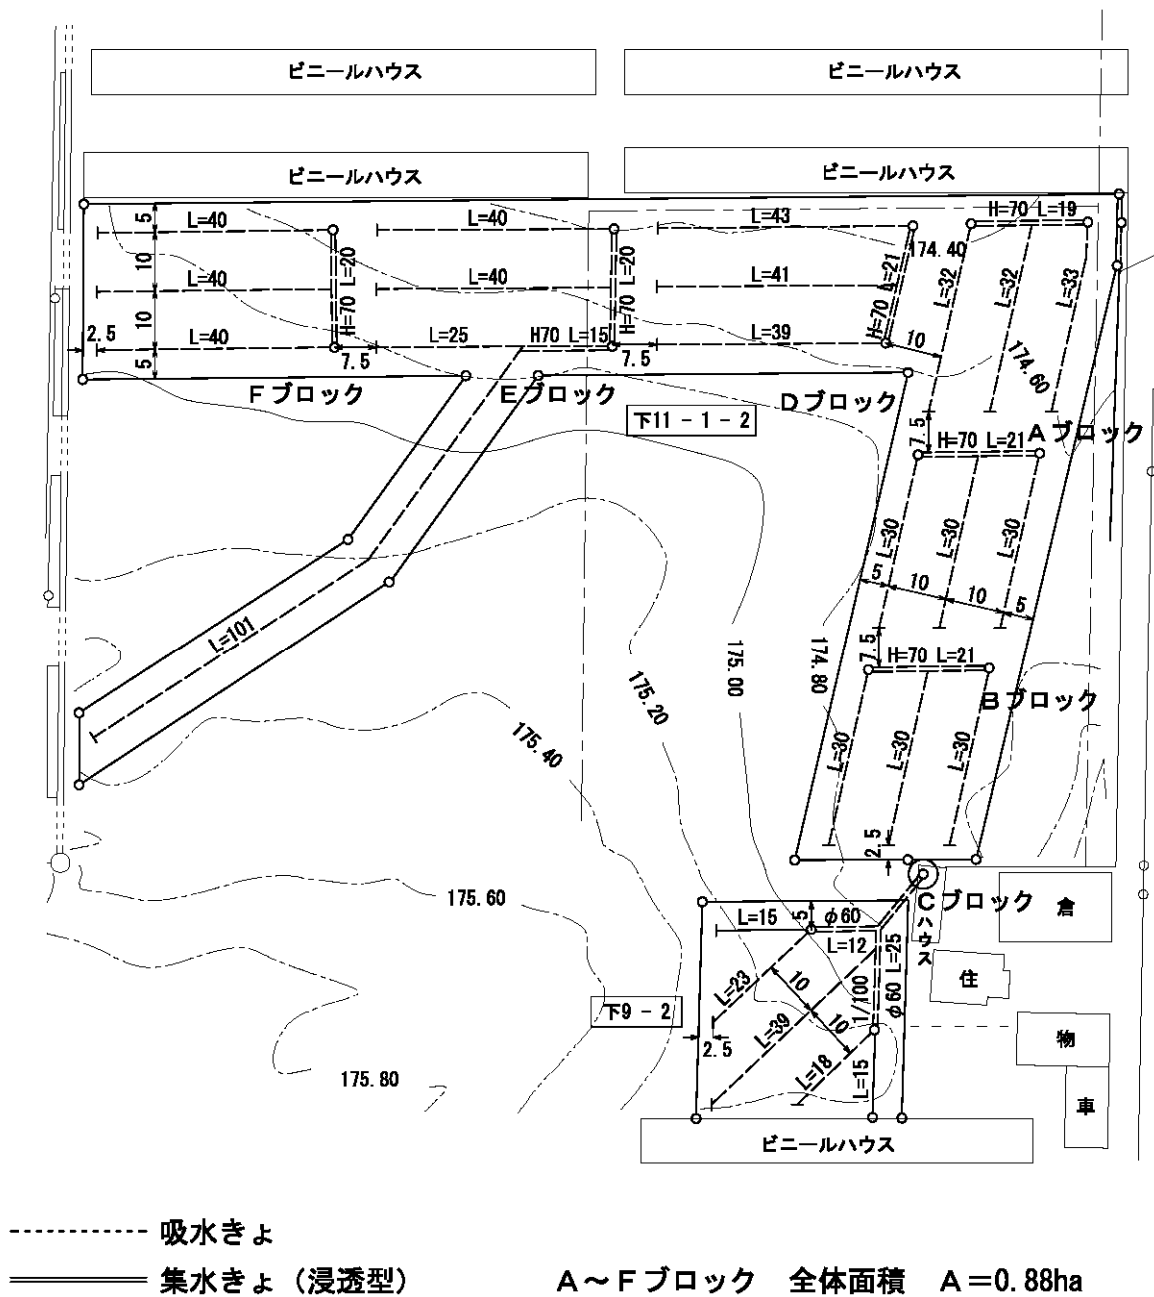 ビニールハウス
ビニールハウス
ビニールハウス
ビニールハウス
5
L=40
L=40
L=43
H=70 L=19
174.40
10
L=40
L=20
H=70
L=40
L=20
H=70
L=41
L=21
H=70
L=32
L=32
L=33
10
2.5
L=40
7.5
L=25
H70 L=15
7.5
L=39
10
174.60
5
Fブロック
Eブロック
Dブロック
下11-1-2
7.5
H=70 L=21
Aブロック
L=30
L=30
L=30
5
10
10
5
L=101
7.5
H=70 L=21
175.00
174.80
175.20
175.40
Bブロック
L=30
L=30
L=30
2.5
175.60
Cブロック
倉
ハウス
L=15
5
φ60
L=12
L=25
φ60
1/100
住
L=23
10
L=39
10
下9-2
2.5
L=18
L=15
物
175.80
車
ビニールハウス
吸水きょ
集水きょ（浸透型）
A～Fブロック 全体面積 A=0.88ha